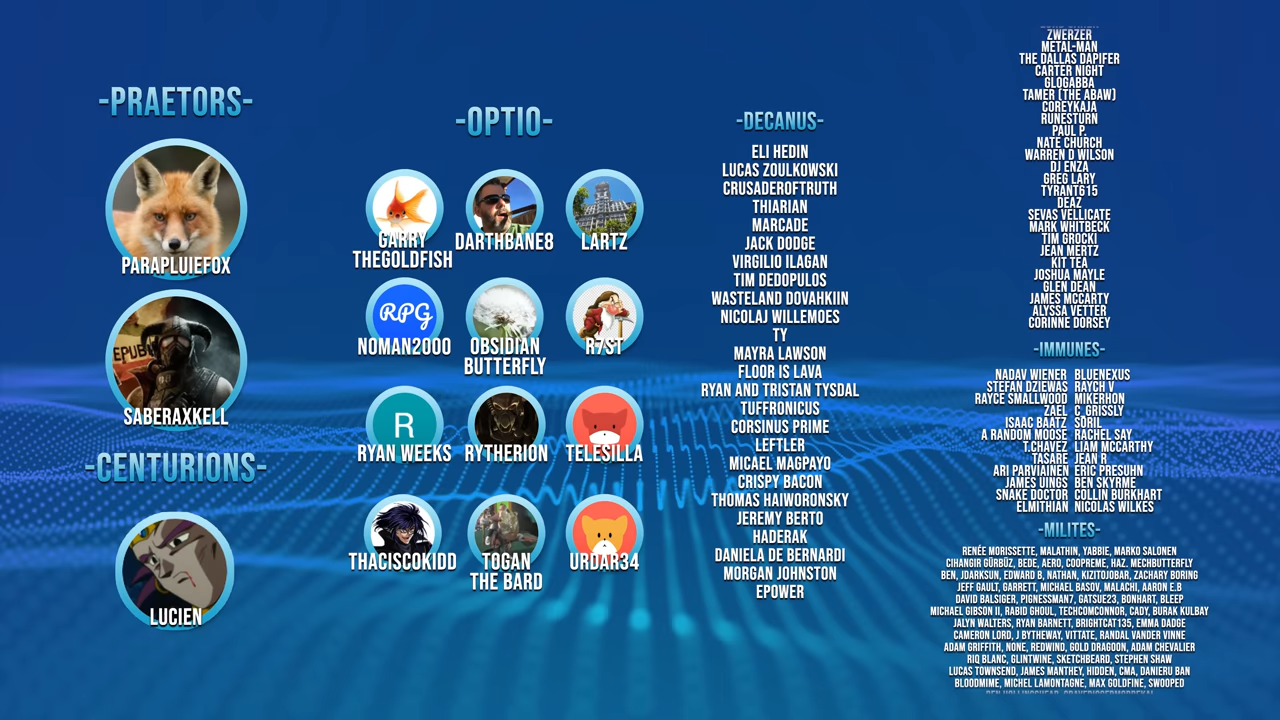 -PRAETORS-
PARAPLUIEFOX
EPUB
SABERAXKELL
-CENTURIONS-
LUCIEN
-OPTIO-
GARRY
THEGOLDFISH
DARTHBANE8
LARTZ
RPG
NOMAN2000
OBSIDIAN
BUTTERFLY
R7ST
R
RYAN WEEKS
RYTHERION
TELESILLA
THACISCOKIDD
TOGAN
THE BARD
URDAR34
-DECANUS-
ELI HEDIN
LUCAS ZOULKOWSKI
CRUSADEROFTRUTH
THIARIAN
MARCADE
JACK DODGE
VIRGILIO ILAGAN
TIM DEDOPULOS
WASTELAND DOVAHKIIN
NICOLAJ WILLEMOES
TY
MAYRA LAWSON
FLOOR IS LAVA
RYAN AND TRISTAN TYSDAL
TUFFRONICUS
CORSINUS PRIME
LEFTLER
MICAEL MAGPAYO
CRISPY BACON
THOMAS HAIWORONSKY
JEREMY BERTO
HADERAK
DANIELA DE BERNARDI
MORGAN JOHNSTON
EPOWER
ZWERZER
METAL-MAN
THE DALLAS DAPIFER
CARTER NIGHT
GLOGABBA
TAMER (THE ABAW)
COREYKAJA
RUNESTURN
PAUL P.
NATE CHURCH
WARREN D WILSON
DJ ENZA
GREG LARY
TYRANT615
DEAZ
SEVAS VELLICATE
MARK WHITBECK
TIM GROCKI
JEAN MERTZ
KIT TEA
JOSHUA MAYLE
GLEN DEAN
JAMES MCCARTY
ALYSSA VETTER
CORINNE DORSEY
-IMMUNES-
NADAV WIENER BLUENEXUS
STEFAN DZIEWAS RAYCH V
RAYCE SMALLWOOD MIKERHON
ZAEL C_GRISSLY
ISAAC BAATZ SORIL
A RANDOM MOOSE RACHEL SAY
T.CHAVEZ LIAM MCCARTHY
TASARE JEAN R
ARI PARVIAINEN ERIC PRESUHN
JAMES UINGS BEN SKYRME
SNAKE DOCTOR COLLIN BURKHART
ELMITHIAN NICOLAS WILKES
-MILITES-
RENÉE MORISSETTE, MALATHIN, YABBIE, MARKO SALONEN
CIHANGIR GÜRBÜZ, BEDE, AERO, COOPREME, HAZ. MECHBUTTERFLY
BEN, JDARKSUN, EDWARD B, NATHAN, KIZITOJOBAR, ZACHARY BORING
JEFF GAULT, GARRETT, MICHAEL BASOV, MALACHI, AARON E.B
DAVID BALSIGER, PIGNESSMAN7, GATSUE23, BONHART, BLEEP
MICHAEL GIBSON II, RABID GHOUL, TECHCOMCONNOR, CADY, BURAK KULBAY
JALYN WALTERS, RYAN BARNETT, BRIGHTCAT135, EMMA DADGE
CAMERON LORD, J BYTHEWAY, VITTATE, RANDAL VANDER VINNE
ADAM GRIFFITH, NONE, REDWIND, GOLD DRAGOON, ADAM CHEVALIER
RIQ BLANC, GLINTWINE, SKETCHBEARD, STEPHEN SHAW
LUCAS TOWNSEND, JAMES MANTHEY, HIDDEN, CMA, DANIERU BAN
BLOODMIME, MICHEL LAMONTAGNE, MAX GOLDFINE, SWOOPED